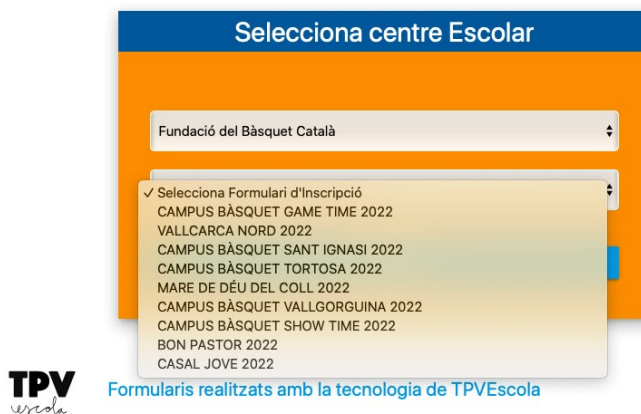 Selecciona centre Escolar
Fundació del Bàsquet Català
✓ Selecciona Formulari d'Inscripció
CAMPUS BÀSQUET GAME TIME 2022
VALLCARCA NORD 2022
CAMPUS BÀSQUET SANT IGNASI 2022
CAMPUS BÀSQUET TORTOSA 2022
MARE DE DÉU DEL COLL 2022
CAMPUS BÀSQUET VALLGORGUINA 2022
CAMPUS BÀSQUET SHOW TIME 2022
BON PASTOR 2022
CASAL JOVE 2022
TPV
escola
Formularis realitzats amb la tecnologia de TPVEscola